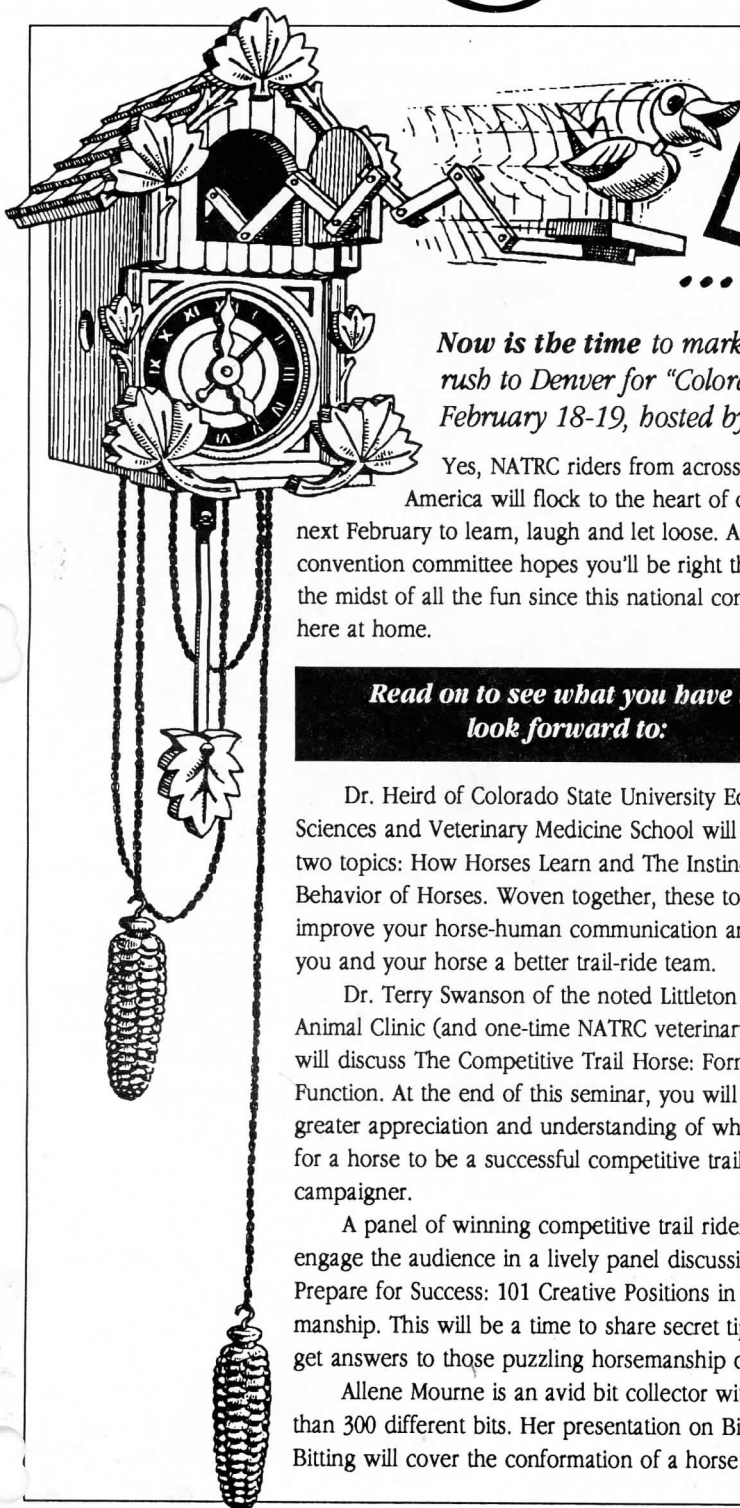 ...
Now is the time to mark
rush to Denver for "Colora
February 18-19, hosted by
Yes, NATRC riders from across
America will flock to the heart of
next February to learn, laugh and let loose. A
convention committee hopes you'll be right th
the midst of all the fun since this national con
here at home.
Read on to see what you have
look forward to:
Dr. Heird of Colorado State University Ec
Sciences and Veterinary Medicine School will
two topics: How Horses Learn and The Instinc
Behavior of Horses. Woven together, these to
improve your horse-human communication an
you and your horse a better trail-ride team.
Dr. Terry Swanson of the noted Littleton
Animal Clinic (and one-time NATRC veterinar
will discuss The Competitive Trail Horse: Form
Function. At the end of this seminar, you will
greater appreciation and understanding of wh
for a horse to be a successful competitive trail
campaigner.
A panel of winning competitive trail rider
engage the audience in a lively panel discussi
Prepare for Success: 101 Creative Positions in
manship. This will be a time to share secret tip
get answers to those puzzling horsemanship
Allene Mourne is an avid bit collector wi
than 300 different bits. Her presentation on Bi
Bitting will cover the conformation of a horse